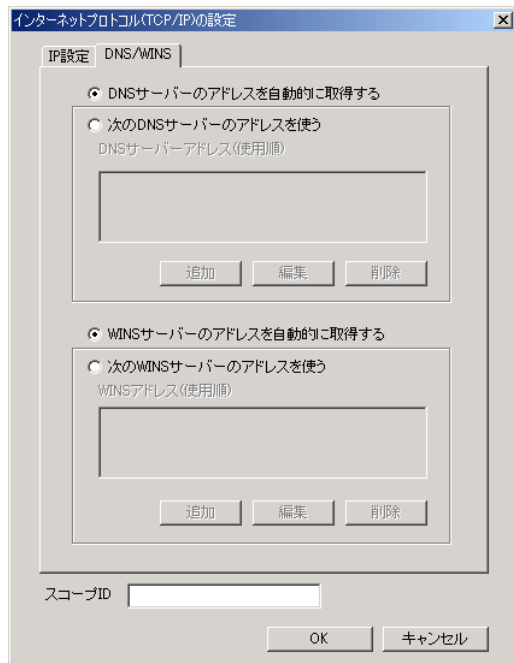 インターネットプロトコル(TCP/IP)の設定
IP設定 DNS/WINS
DNSサーバーのアドレスを自動的に取得する
次のDNSサーバーのアドレスを使う
DNSサーバーアドレス(使用順)
追加 編集 削除
WINSサーバーのアドレスを自動的に取得する
次のWINSサーバーのアドレスを使う
WINSアドレス(使用順)
追加 編集 削除
スコープID
OK キャンセル